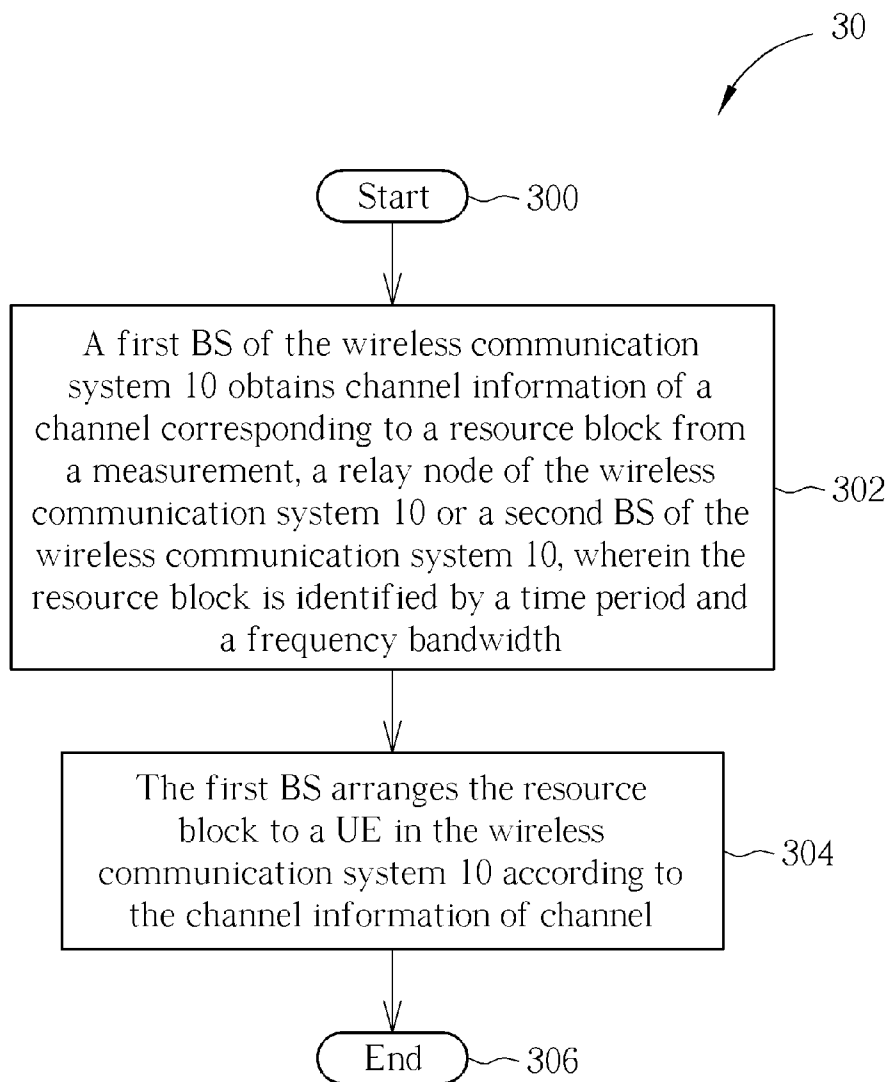 30
Start
300
A first BS of the wireless communication
system 10 obtains channel information of a
channel corresponding to a resource block from
a measurement, a relay node of the wireless
communication system 10 or a second BS of the
wireless communication system 10, wherein the
resource block is identified by a time period and
a frequency bandwidth
302
The first BS arranges the resource
block to a UE in the wireless
communication system 10 according to
the channel information of channel
304
End
306